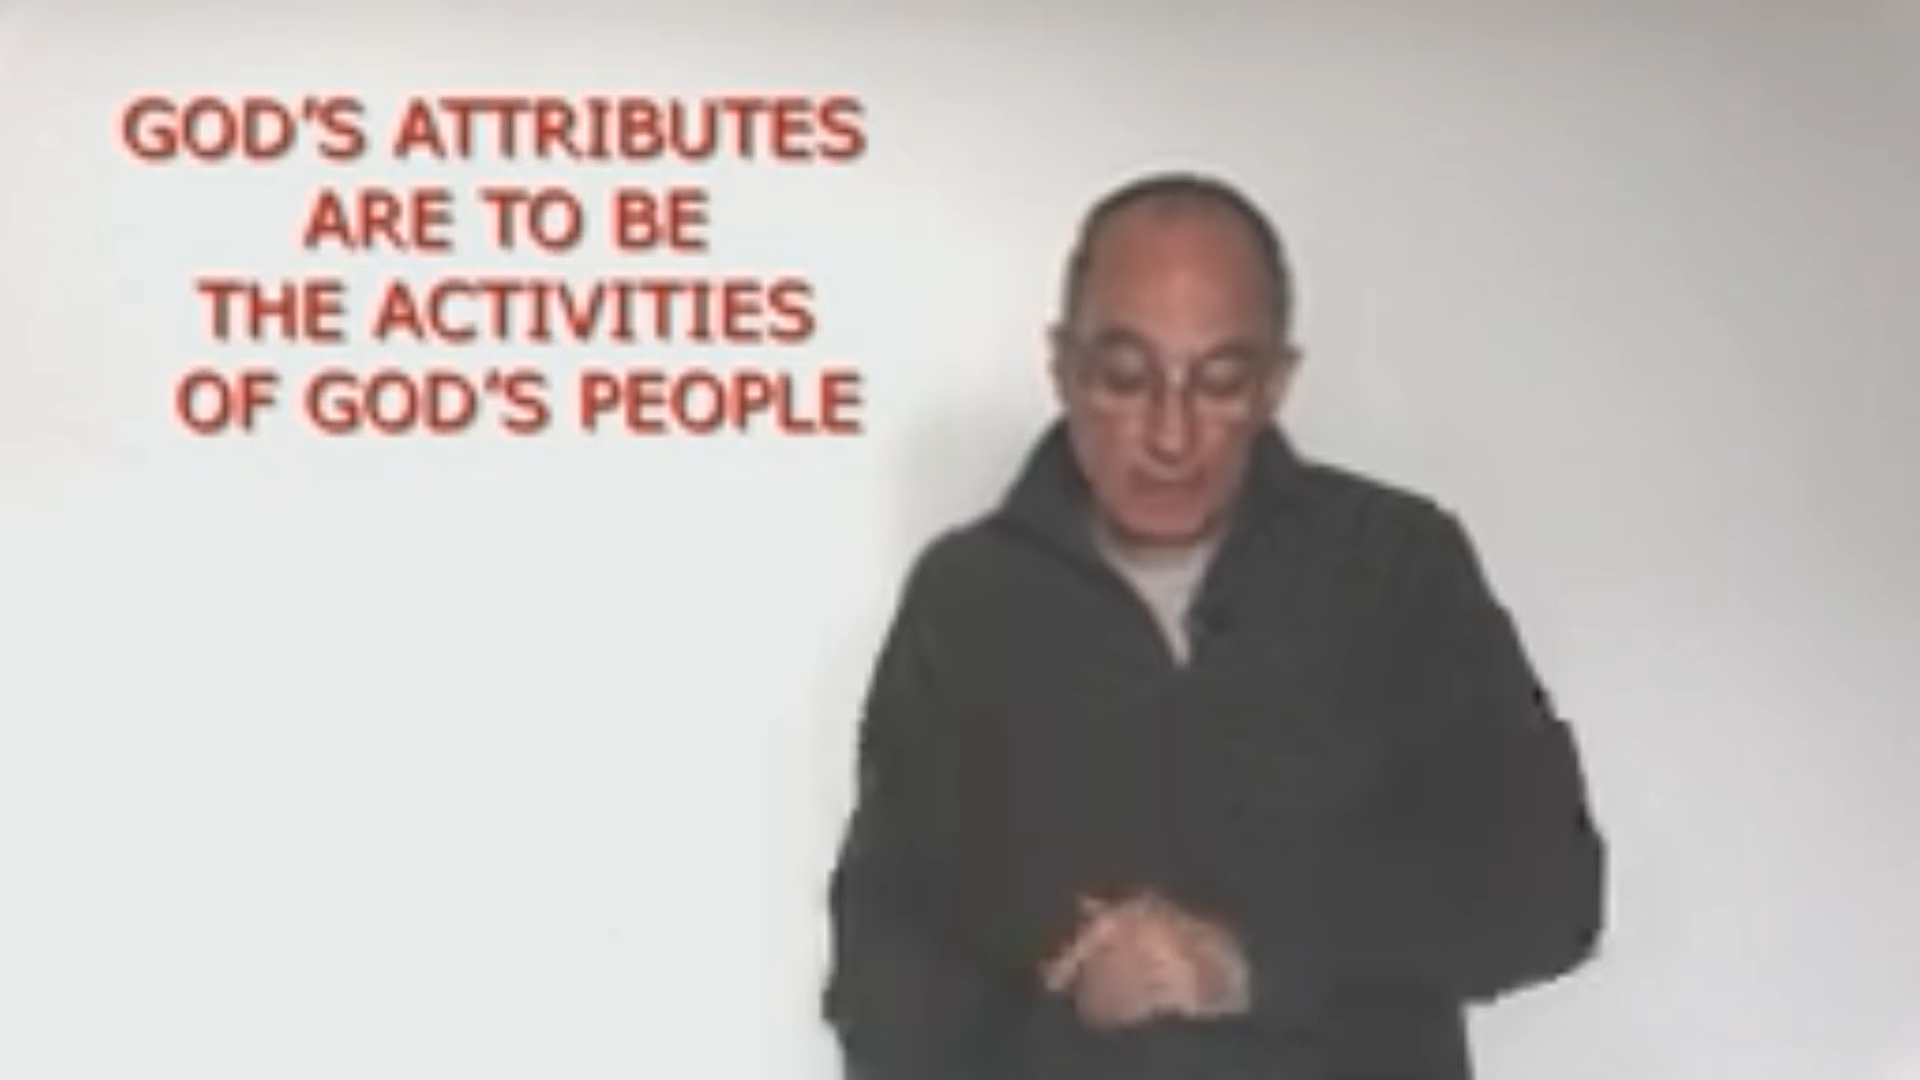 GOD'S ATTRIBUTES
ARE TO BE
THE ACTIVITIES
OF GOD'S PEOPLE